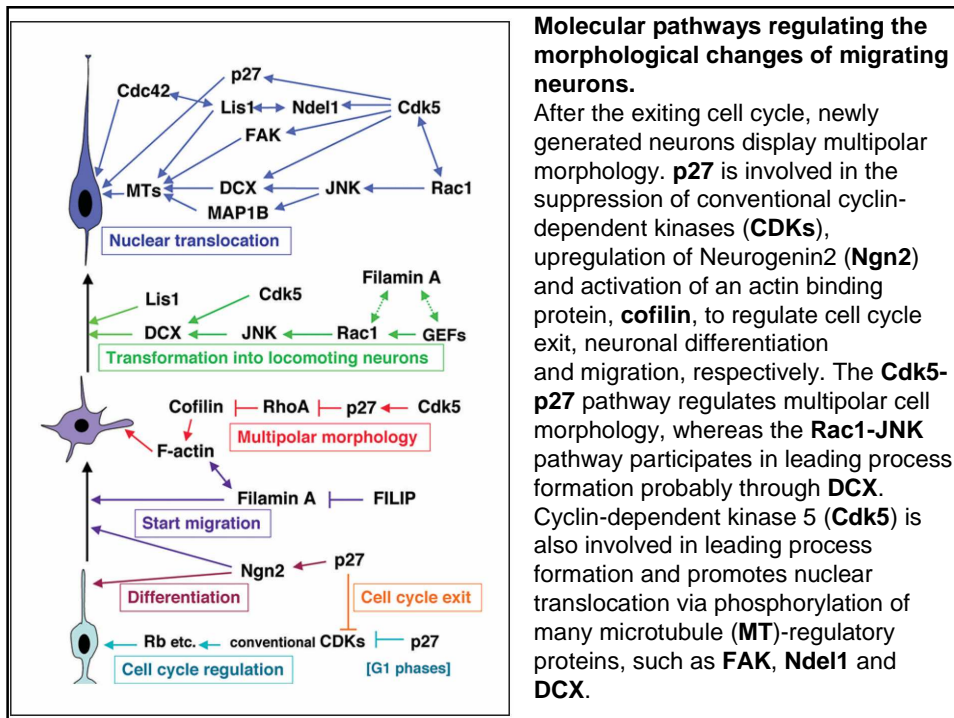 p27
Cdc42
Lis1
Ndel1
Cdk5
FAK
MTs
DCX
JNK
Rac1
MAP1B
Nuclear translocation
Filamin A
Lis1
Cdk5
DCX
JNK
Rac1
GEFs
Transformation into locomoting neurons
Cofilin
RhoA
p27
Cdk5
Multipolar morphology
F-actin
Filamin A
FILIP
Start migration
p27
Ngn2
Differentiation
Cell cycle exit
Rb etc.
conventional CDKs
p27
Cell cycle regulation
[G1 phases]
Molecular pathways regulating the
morphological changes of migrating
neurons.
After the exiting cell cycle, newly
generated neurons display multipolar
morphology. p27 is involved in the
suppression of conventional cyclin-
dependent kinases (CDKs),
upregulation of Neurogenin2 (Ngn2)
and activation of an actin binding
protein, cofilin, to regulate cell cycle
exit, neuronal differentiation
and migration, respectively. The Cdk5-
p27 pathway regulates multipolar cell
morphology, whereas the Rac1-JNK
pathway participates in leading process
formation probably through DCX.
Cyclin-dependent kinase 5 (Cdk5) is
also involved in leading process
formation and promotes nuclear
translocation via phosphorylation of
many microtubule (MT)-regulatory
proteins, such as FAK, Ndel1 and
DCX.